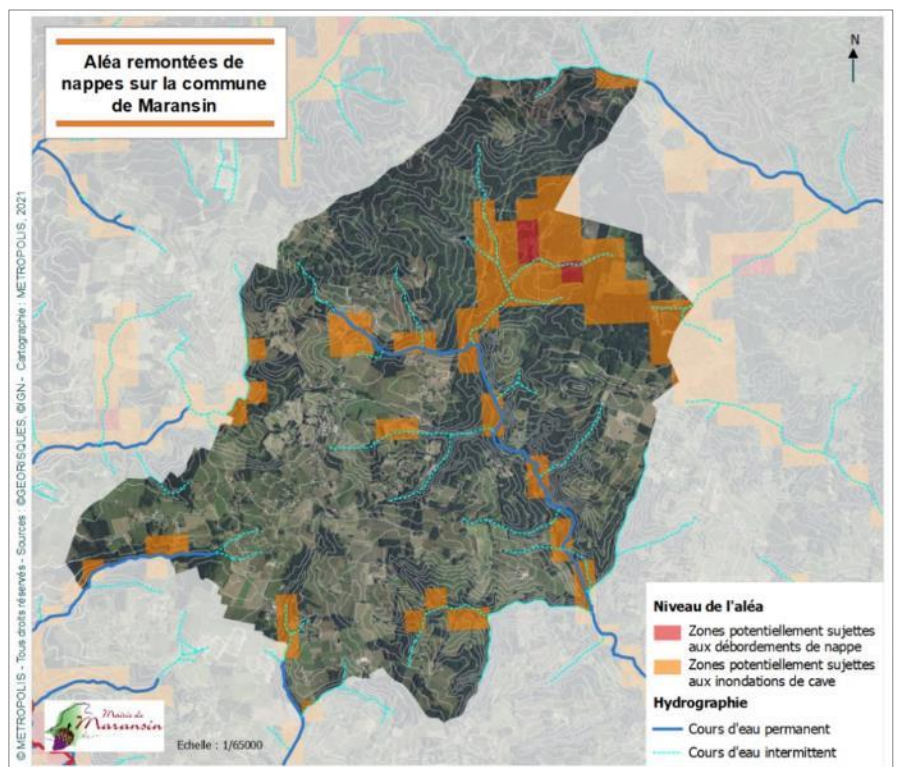 Aléa remontées de
nappes sur la commune
de Maransin
N
© METROPOLIS - Tous droits réservés - Sources : ©GEORISQUES, ©IGN - Cartographie : METROPOLIS, 2021
Niveau de l'aléa
Zones potentiellement sujettes
aux débordements de nappe
Zones potentiellement sujettes
aux inondations de cave
Hydrographie
Cours d'eau permanent
Cours d'eau intermittent
Mairie de
Maransin
Echelle : 1/65000